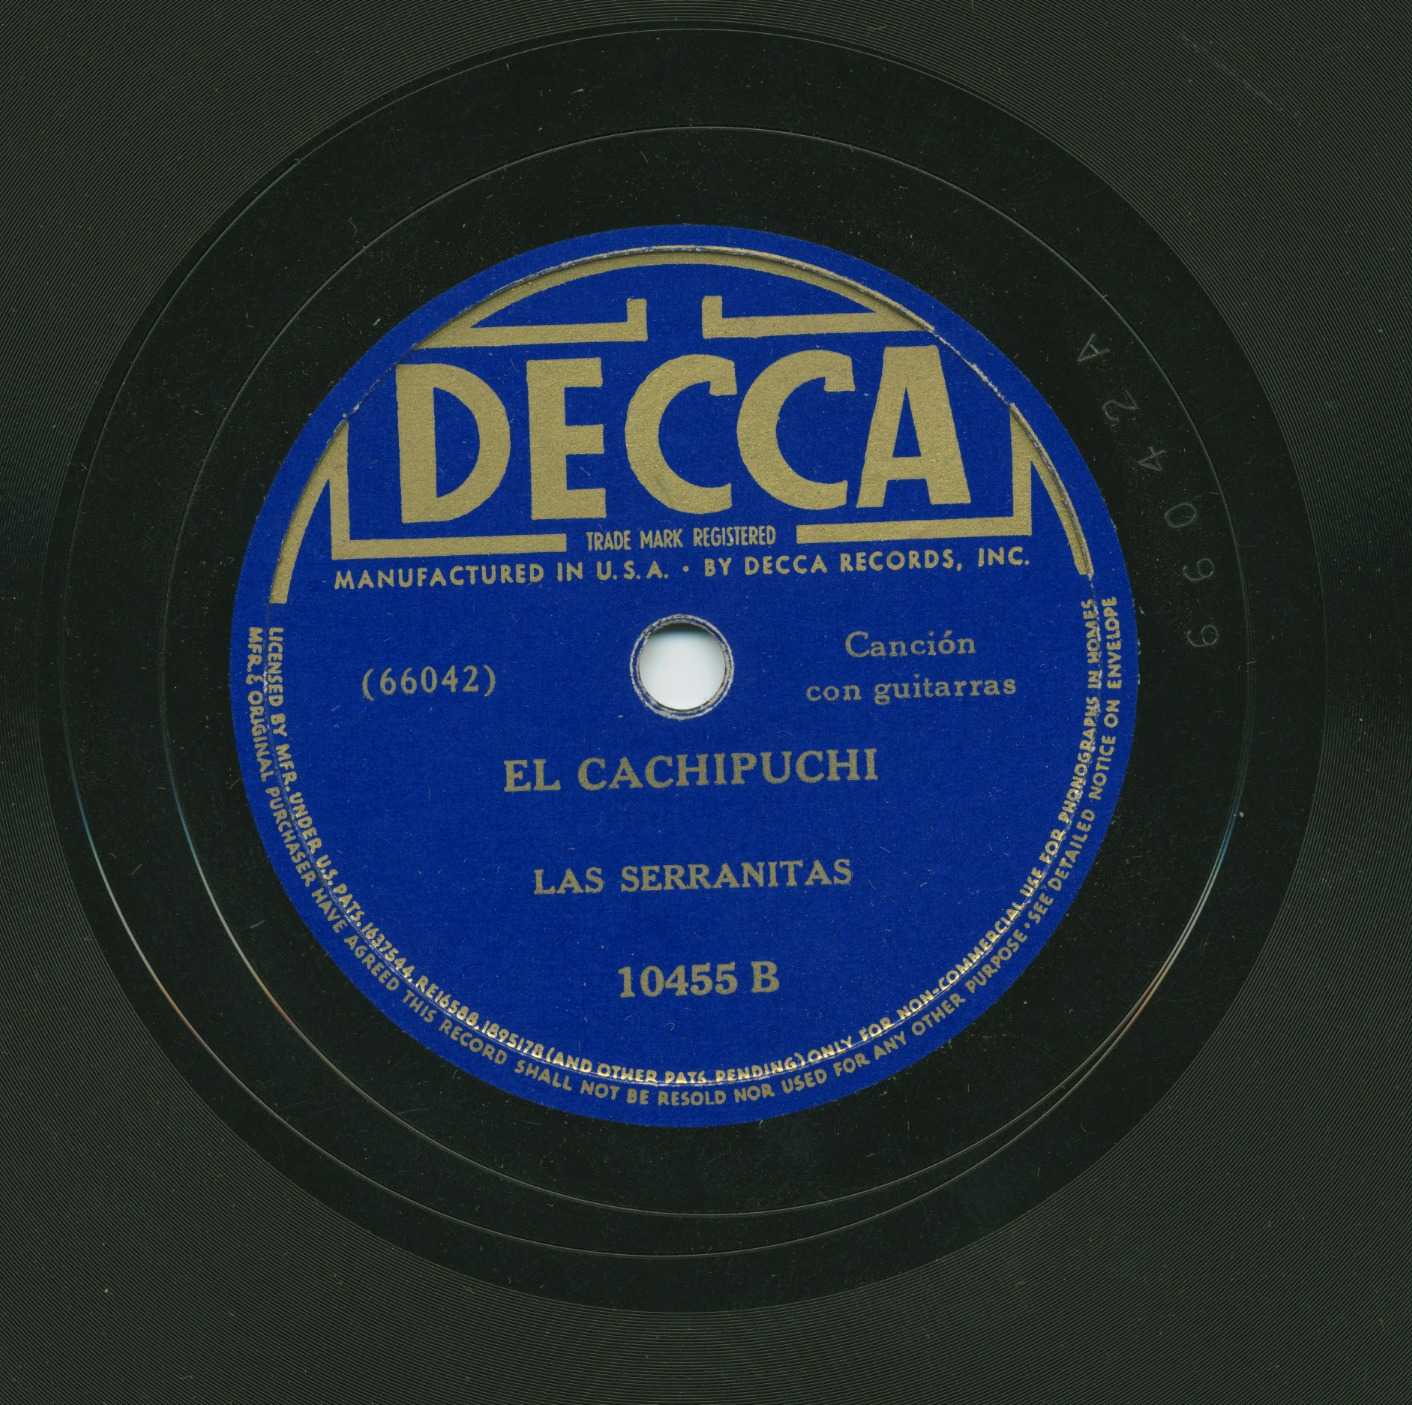 DECCA
TRADE MARK REGISTERED
MANUFACTURED IN U.S.A. · BY DECCA RECORDS, INC.
(66042)
Canción
con guitarras
EL CACHIPUCHI
LAS SERRANITAS
10455 B
LICENSED BY MFR. UNDER U.S. PATS. 1637544, RE16588, 1895178 (AND OTHER PATS. PENDING) ONLY FOR NON-COMMERCIAL USE FOR PHONOGRAPHS IN HOMES
MFR. & ORIGINAL PURCHASER HAVE AGREED THIS RECORD SHALL NOT BE RESOLD NOR USED FOR ANY OTHER PURPOSE · SEE DETAILED NOTICE ON ENVELOPE
66042A